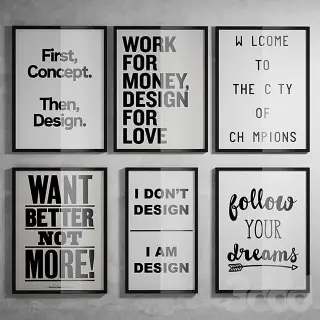 First,
Concept.
Then,
Design.
WORK
FOR
MONEY,
DESIGN
FOR
LOVE
W LCOME
TO
THE C TY
OF
CH MPIONS
WANT
BETTER
NOT
MORE!
I DON'T
DESIGN
I AM
DESIGN
follow
YOUR
dreams